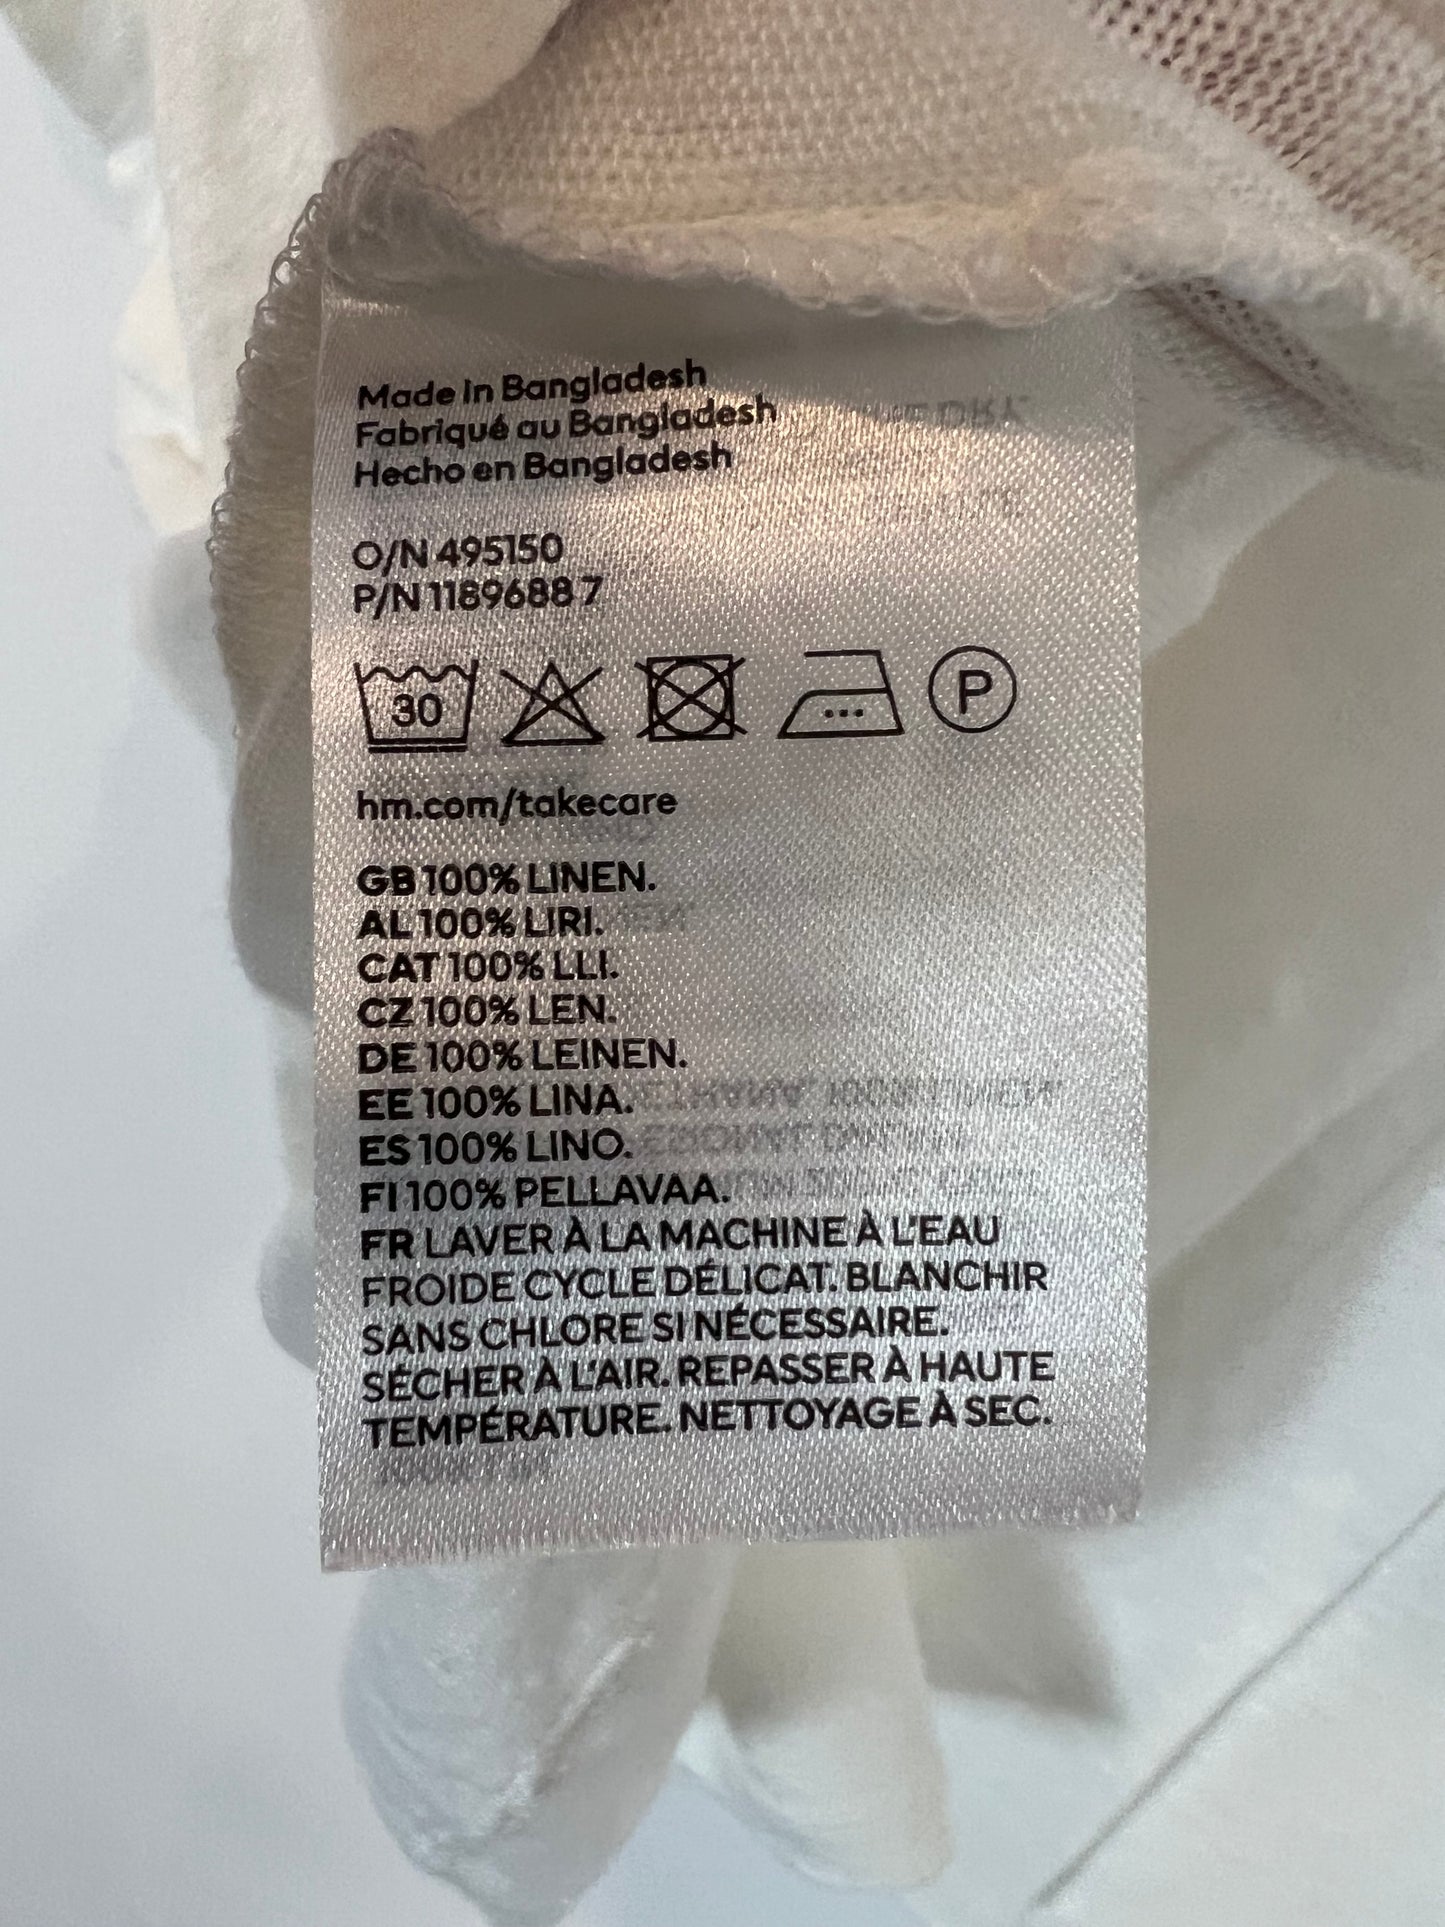 Made in Bangladesh
Fabriqué au Bangladesh
Hecho en Bangladesh
O/N 495150
P/N 1189688 7
30 P
hm.com/takecare
GB 100% LINEN.
AL 100% LIRI.
CAT 100% LLI.
CZ 100% LEN.
DE 100% LEINEN.
EE 100% LINA.
ES 100% LINO.
FI 100% PELLAVAA.
FR LAVER À LA MACHINE À L'EAU
FROIDE CYCLE DÉLICAT. BLANCHIR
SANS CHLORE SI NÉCESSAIRE.
SÉCHER À L'AIR. REPASSER À HAUTE
TEMPÉRATURE. NETTOYAGE À SEC.